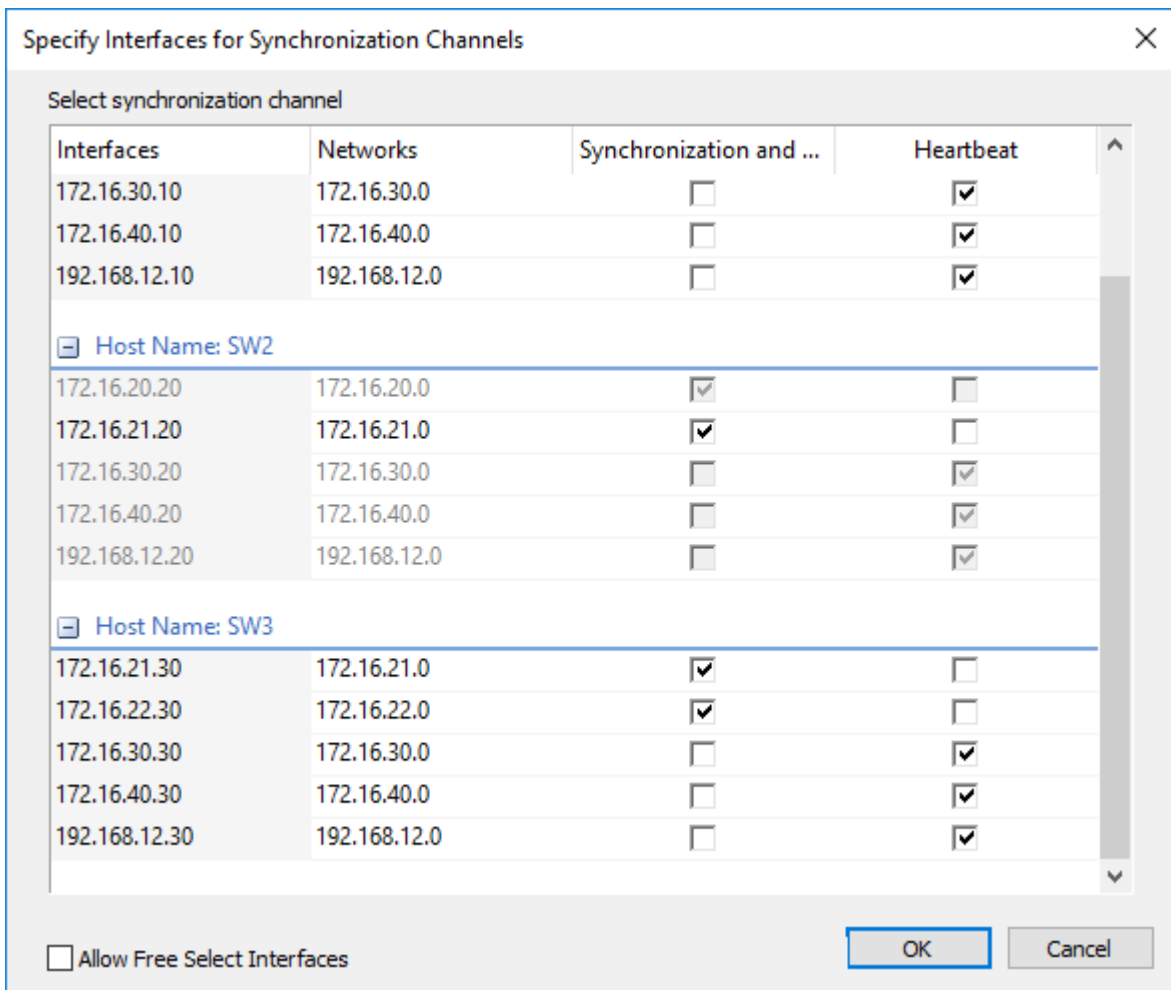 Specify Interfaces for Synchronization Channels
Select synchronization channel
Interfaces Networks Synchronization and ... Heartbeat
172.16.30.10 172.16.30.0
172.16.40.10 172.16.40.0
192.168.12.10 192.168.12.0
Host Name: SW2
172.16.20.20 172.16.20.0
172.16.21.20 172.16.21.0
172.16.30.20 172.16.30.0
172.16.40.20 172.16.40.0
192.168.12.20 192.168.12.0
Host Name: SW3
172.16.21.30 172.16.21.0
172.16.22.30 172.16.22.0
172.16.30.30 172.16.30.0
172.16.40.30 172.16.40.0
192.168.12.30 192.168.12.0
Allow Free Select Interfaces OK Cancel